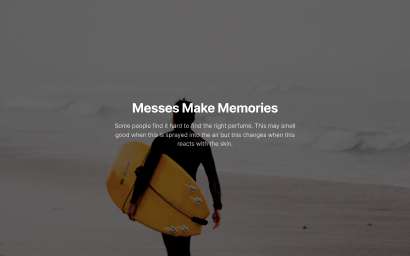 Messes Make Memories
Some people find it hard to find the right perfume. This may smell
good when this is sprayed into the air but this changes when this
reacts with the skin.